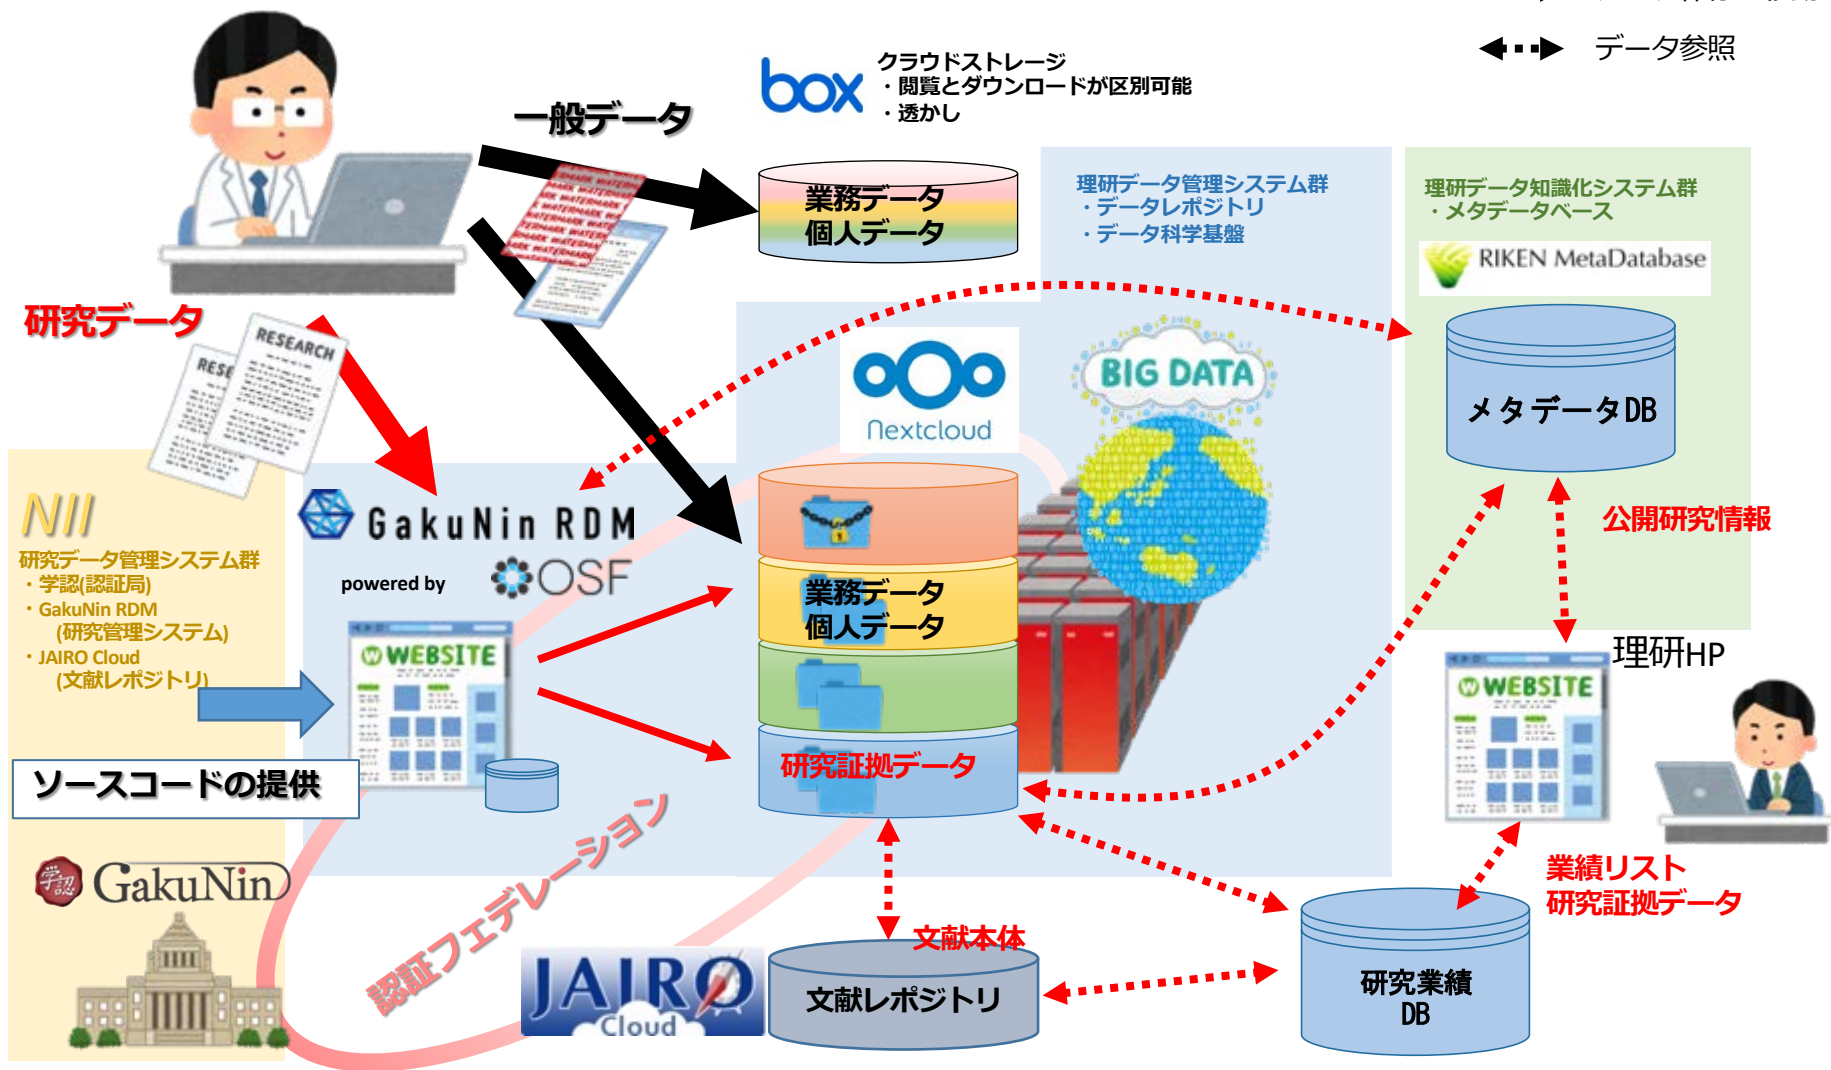 データ参照
box
クラウドストレージ
・閲覧とダウンロードが区別可能
・透かし
一般データ
業務データ
個人データ
理研データ管理システム群
・データレポジトリ
・データ科学基盤
理研データ知識化システム群
・メタデータベース
RIKEN MetaDatabase
研究データ
RESEARCH
nextcloud
BIG DATA
メタデータDB
NII
研究データ管理システム群
・学認(認証局)
・GakuNin RDM
(研究管理システム)
・JAIRO Cloud
(文献レポジトリ)
GakuNin RDM
powered by
OSF
WEBSITE
業務データ
個人データ
研究証拠データ
公開研究情報
理研HP
WEBSITE
ソースコードの提供
学認
GakuNin
認証フェデレーション
業績リスト
研究証拠データ
文献本体
JAIRO
Cloud
文献レポジトリ
研究業績
DB